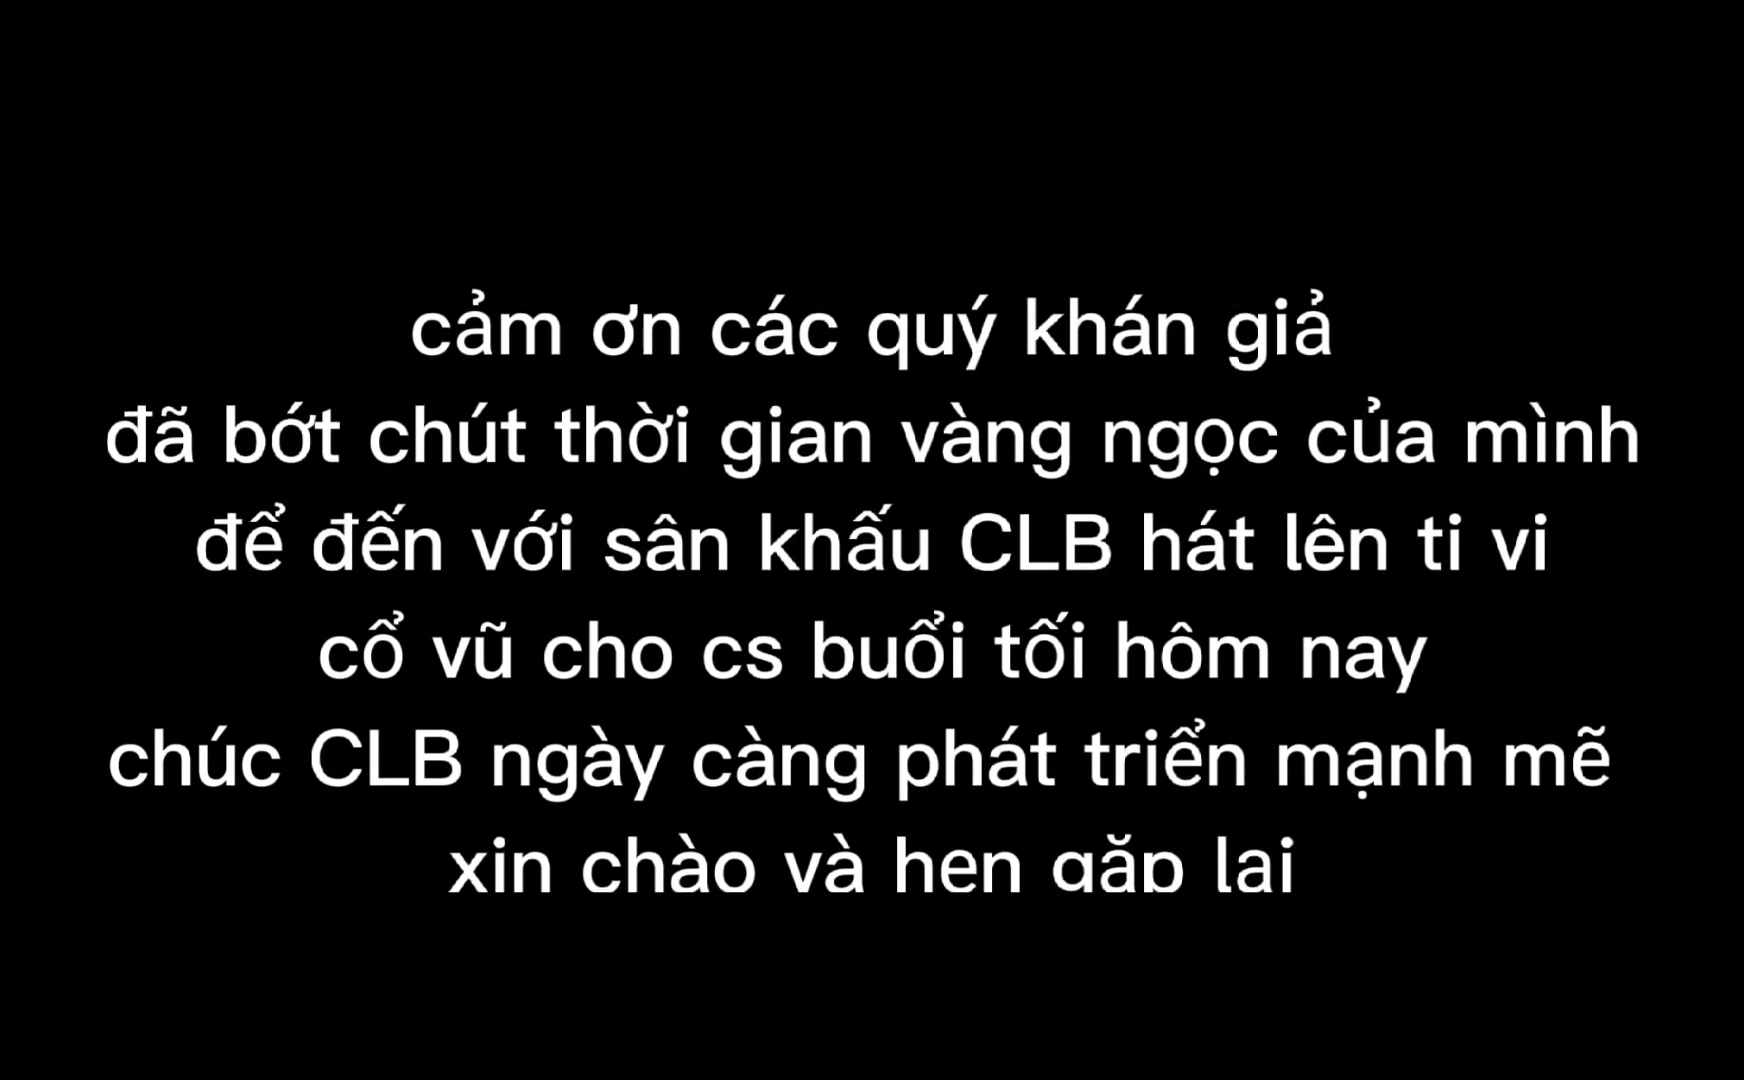 cảm ơn các quý khán giả
đã bớt chút thời gian vàng ngọc của mình
để đến với sân khấu CLB hát lên ti vi
cổ vũ cho cs buổi tối hôm nay
chúc CLB ngày càng phát triển mạnh mẽ
xin chào và hẹn gặp lại